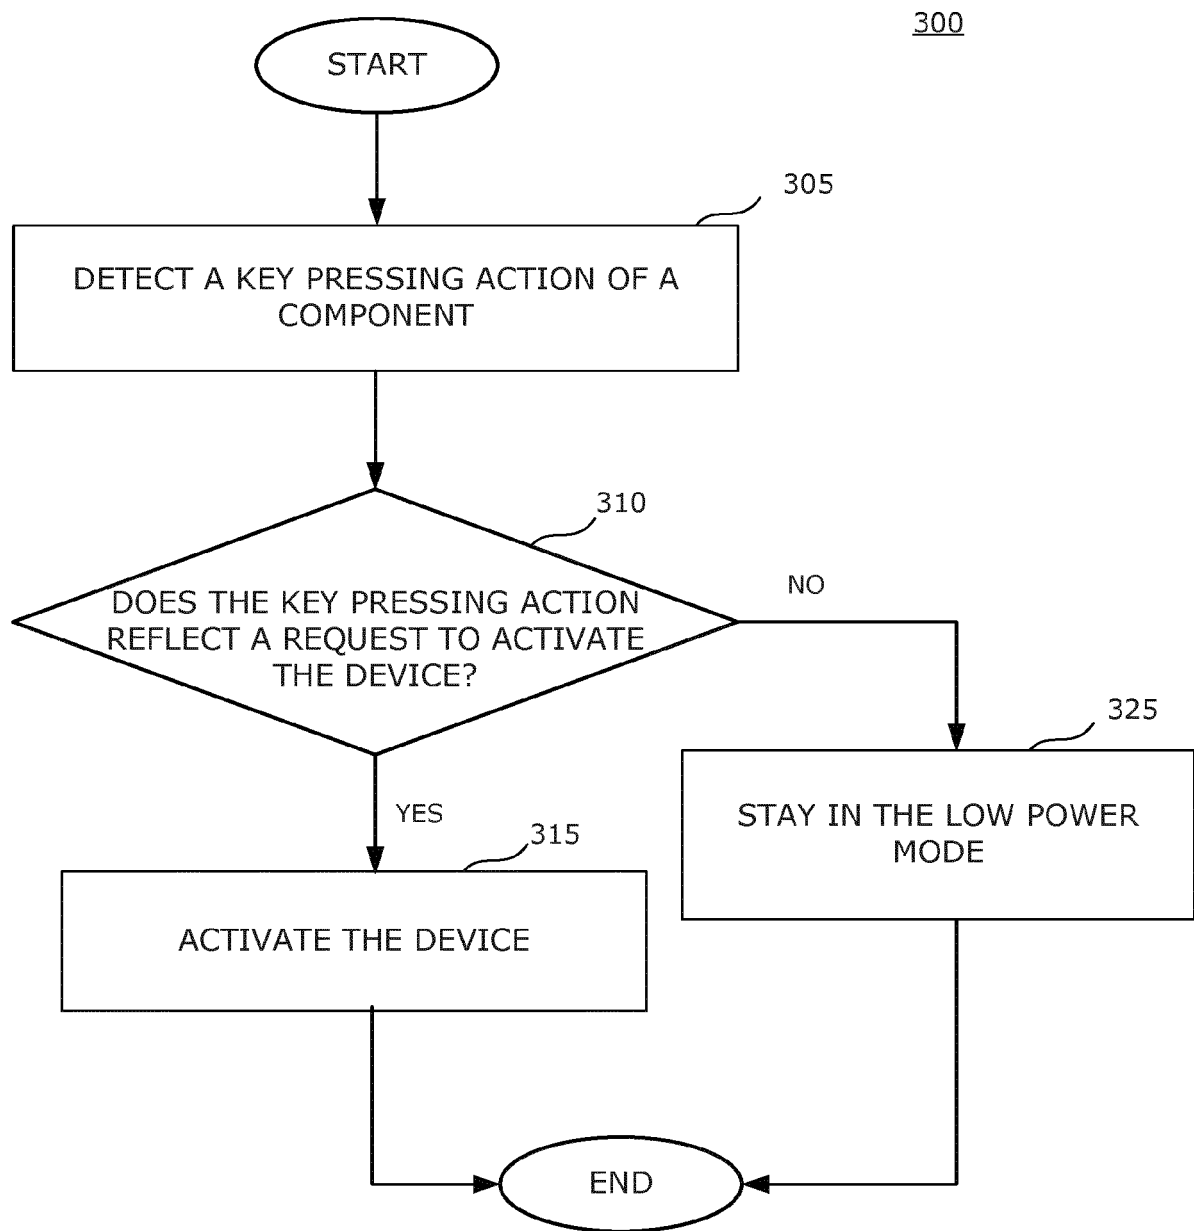 300
START
305
DETECT A KEY PRESSING ACTION OF A
COMPONENT
310
DOES THE KEY PRESSING ACTION
REFLECT A REQUEST TO ACTIVATE
THE DEVICE?
NO
325
YES
STAY IN THE LOW POWER
MODE
315
ACTIVATE THE DEVICE
END